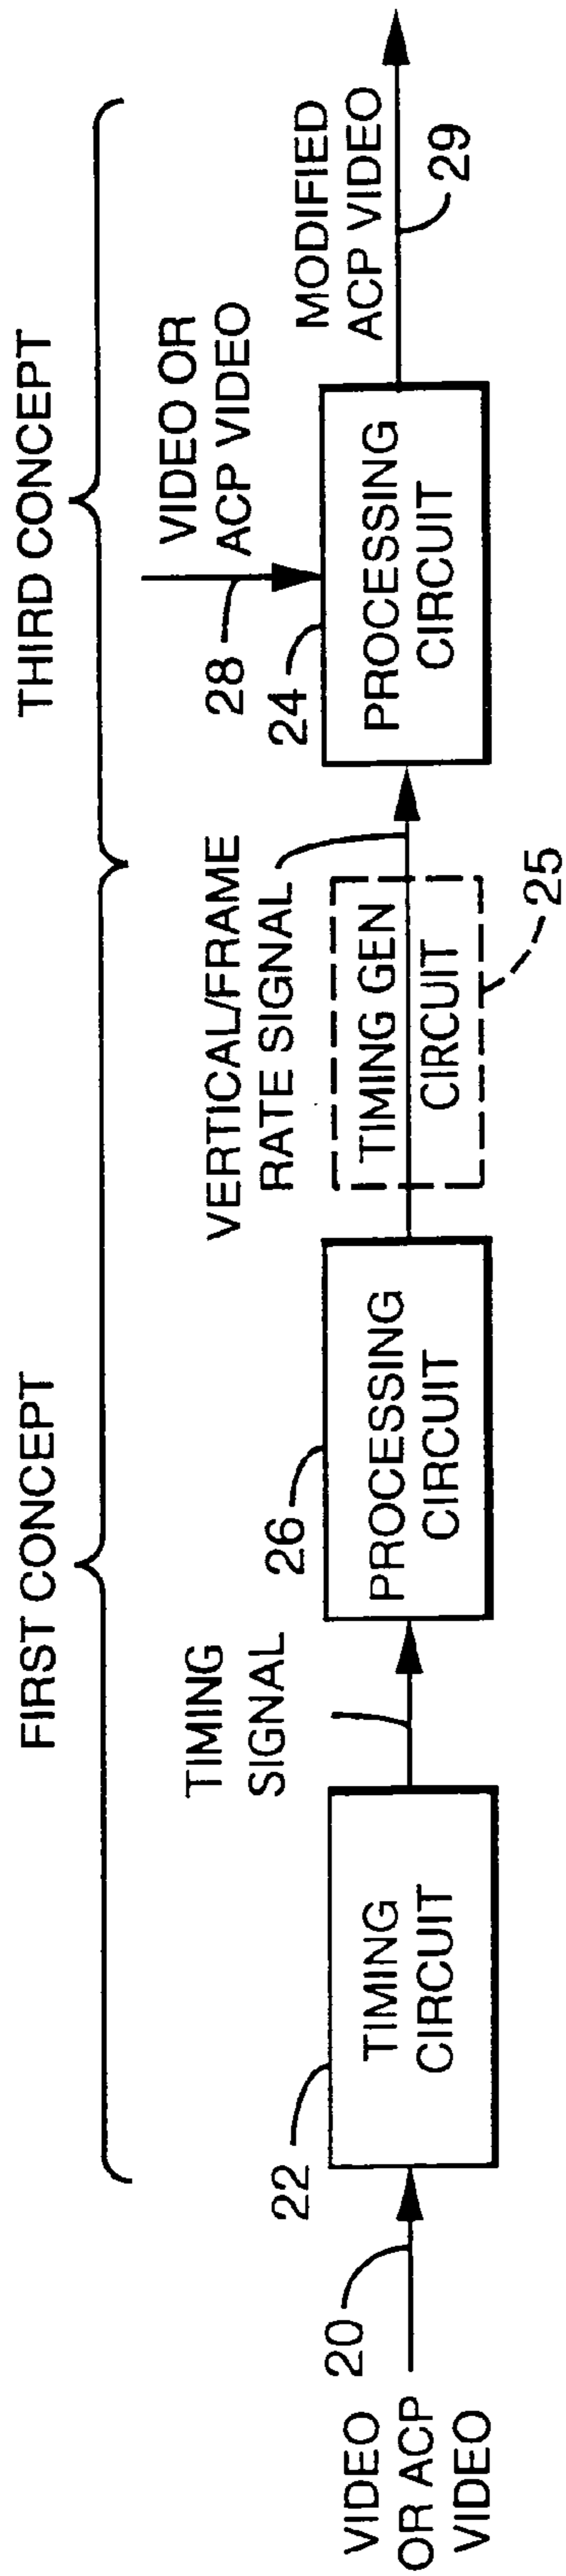 FIRST CONCEPT
THIRD CONCEPT
VIDEO
OR ACP
VIDEO
20
22
TIMING
CIRCUIT
TIMING
SIGNAL
26
PROCESSING
CIRCUIT
VERTICAL/FRAME
RATE SIGNAL
TIMING GEN
CIRCUIT
25
VIDEO OR
ACP VIDEO
28
24
PROCESSING
CIRCUIT
MODIFIED
ACP VIDEO
29